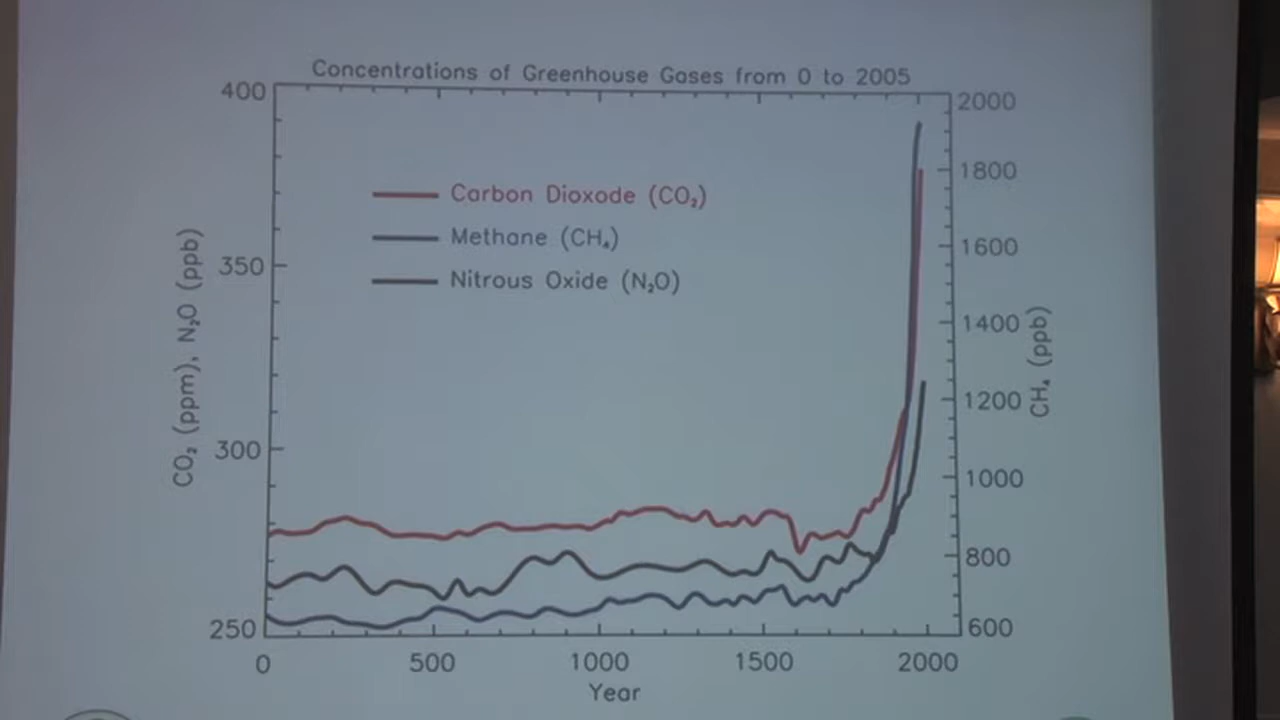 Concentrations of Greenhouse Gases from 0 to 2005
400
2000
1800
Carbon Dioxode (CO₂)
Methane (CH₄)
1600
350
Nitrous Oxide (N₂O)
1400
CO₂ (ppm), N₂O (ppb)
CH₄ (ppb)
1200
300
1000
800
250
600
0 500 1000 1500 2000
Year